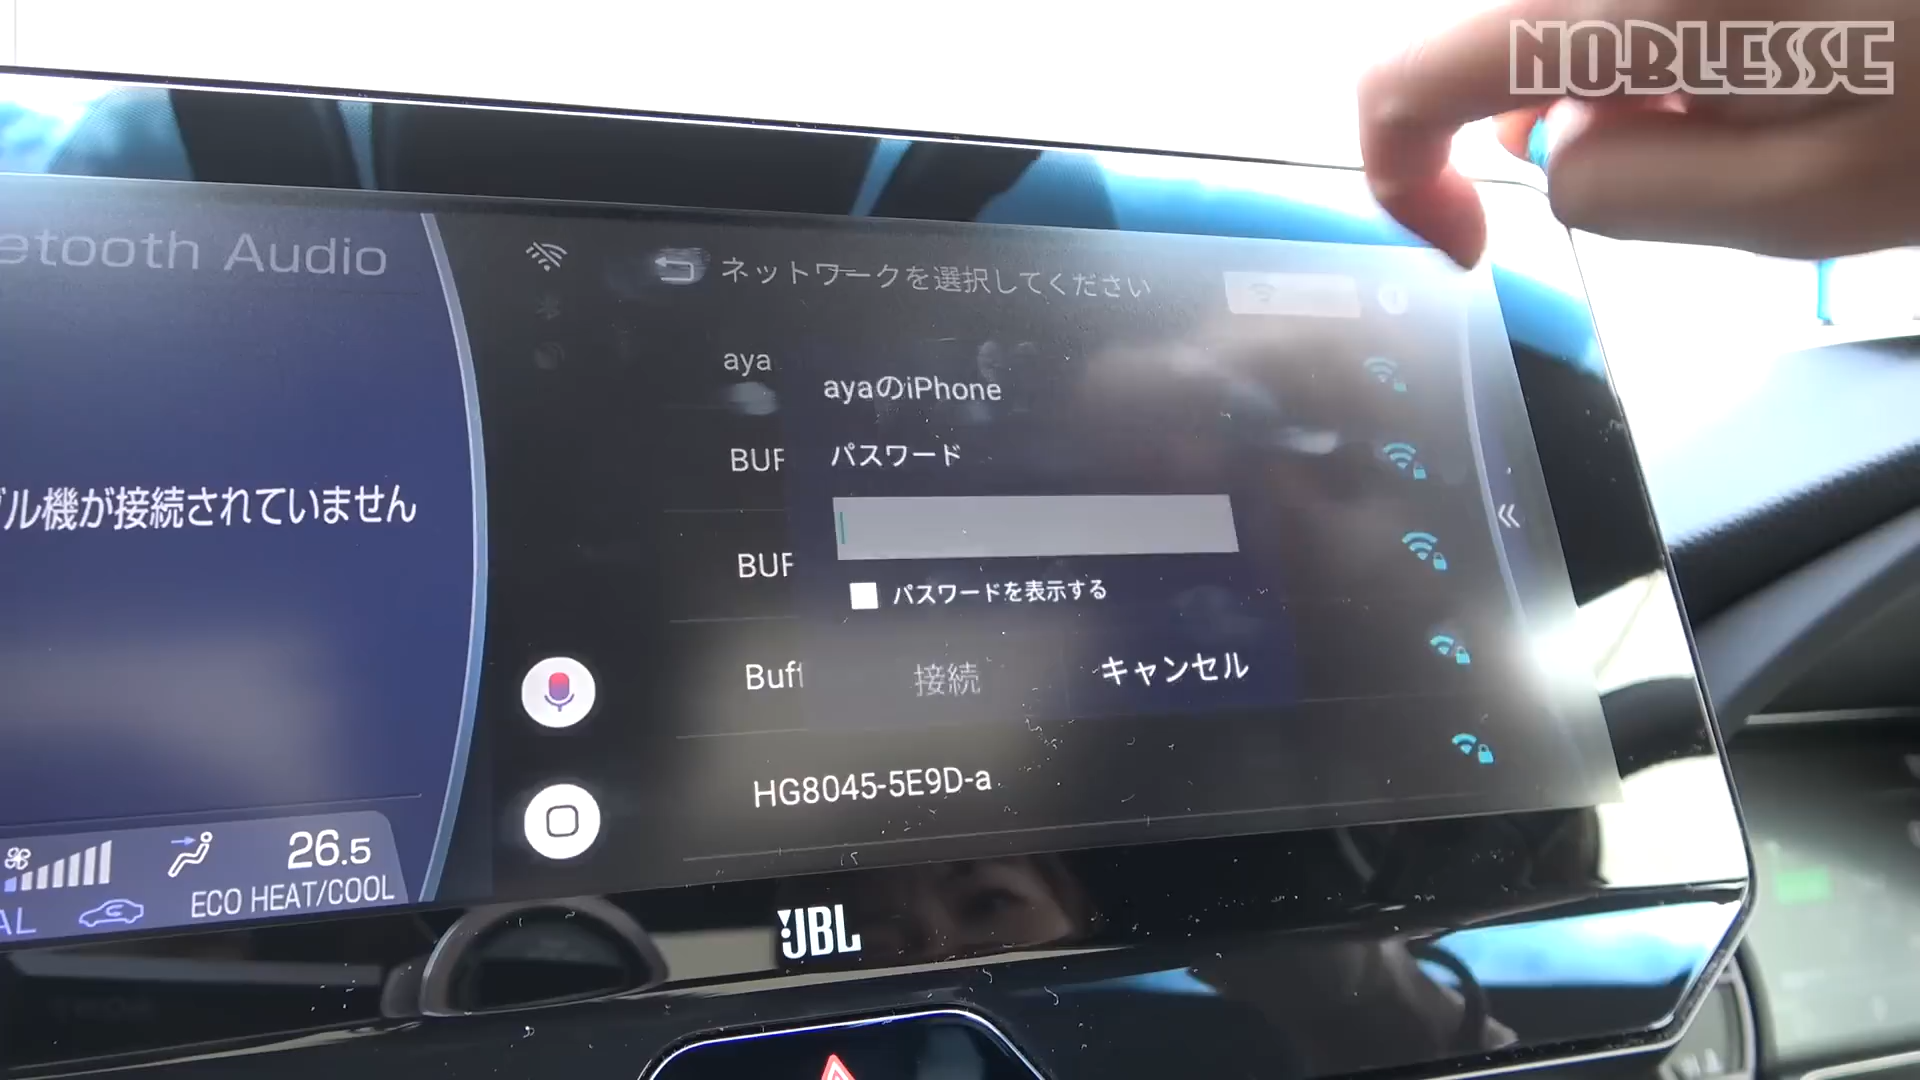 NOBLESSE
etooth Audio
ル機が接続されていません
26.5
ECO HEAT/COOL
AL
ネットワークを選択してください
aya
BUF
BUF
Buf
HG8045-5E9D-a
ayaのiPhone
パスワード
パスワードを表示する
接続
キャンセル
JBL